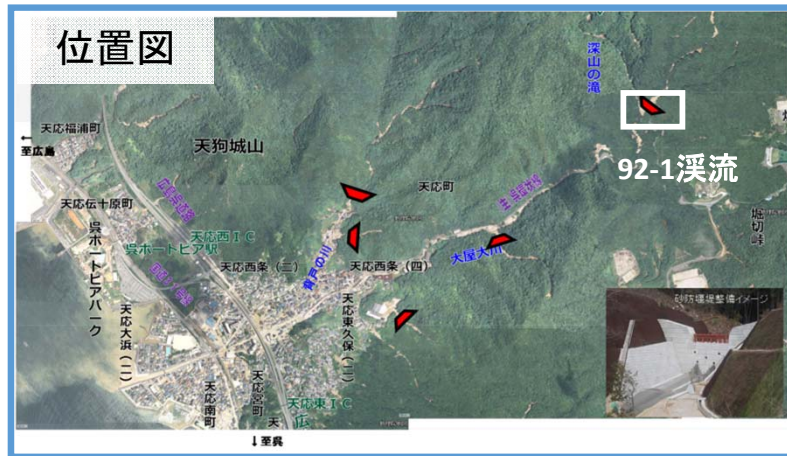 位置図
深山の滝
天応福浦町
←
至広島
天狗城山
92-1渓流
天応町
天応伝十原町
広島呉道路
堀切峠
呉ポートピアパーク
天応西IC
呉ポートピア駅
天応西条（三）
背戸の川
天応西条（四）
大屋大川
砂防堰堤整備イメージ
天応大浜（二）
天応東久保（二）
天応南町
天応宮町
天応東IC
↓至呉